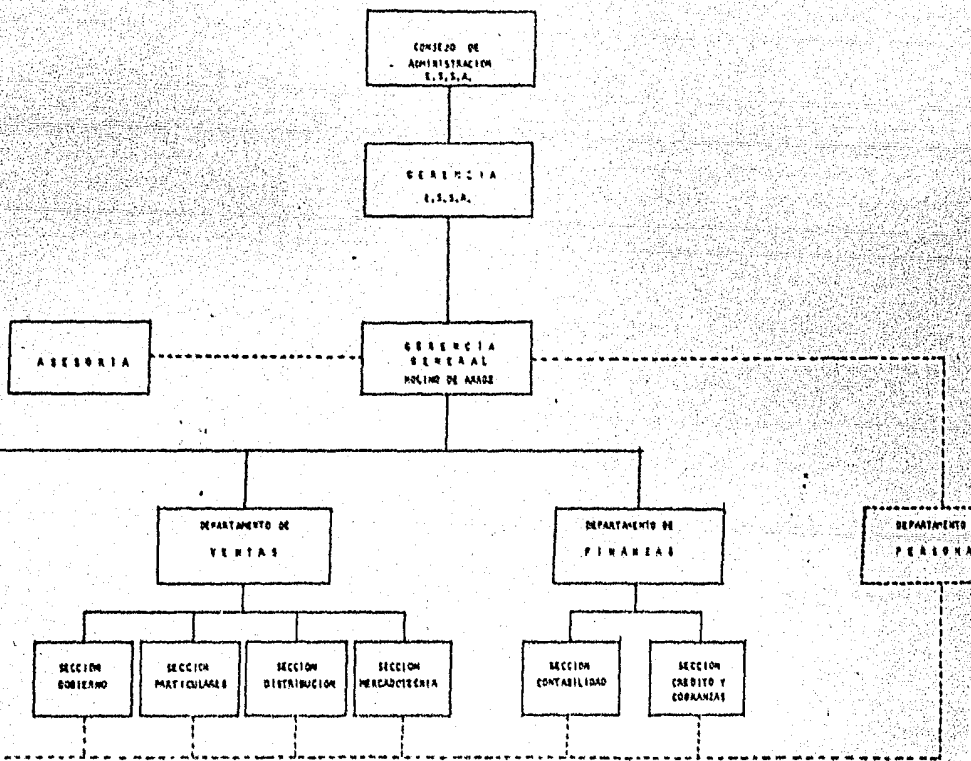 CONSEJO DE
ADMINISTRACION
E.S.S.A.
GERENCIA
E.S.S.A.
ASESORIA
GERENCIA
GENERAL
MOLINO DE ARROZ
DEPARTAMENTO DE
VENTAS
DEPARTAMENTO DE
FINANZAS
DEPARTAMENTO
PERSONA
SECCION
GOBIERNO
SECCION
PARTICULARES
SECCION
DISTRIBUCION
SECCION
MERCADOTECNIA
SECCION
CONTABILIDAD
SECCION
CREDITO Y
COBRANZAS